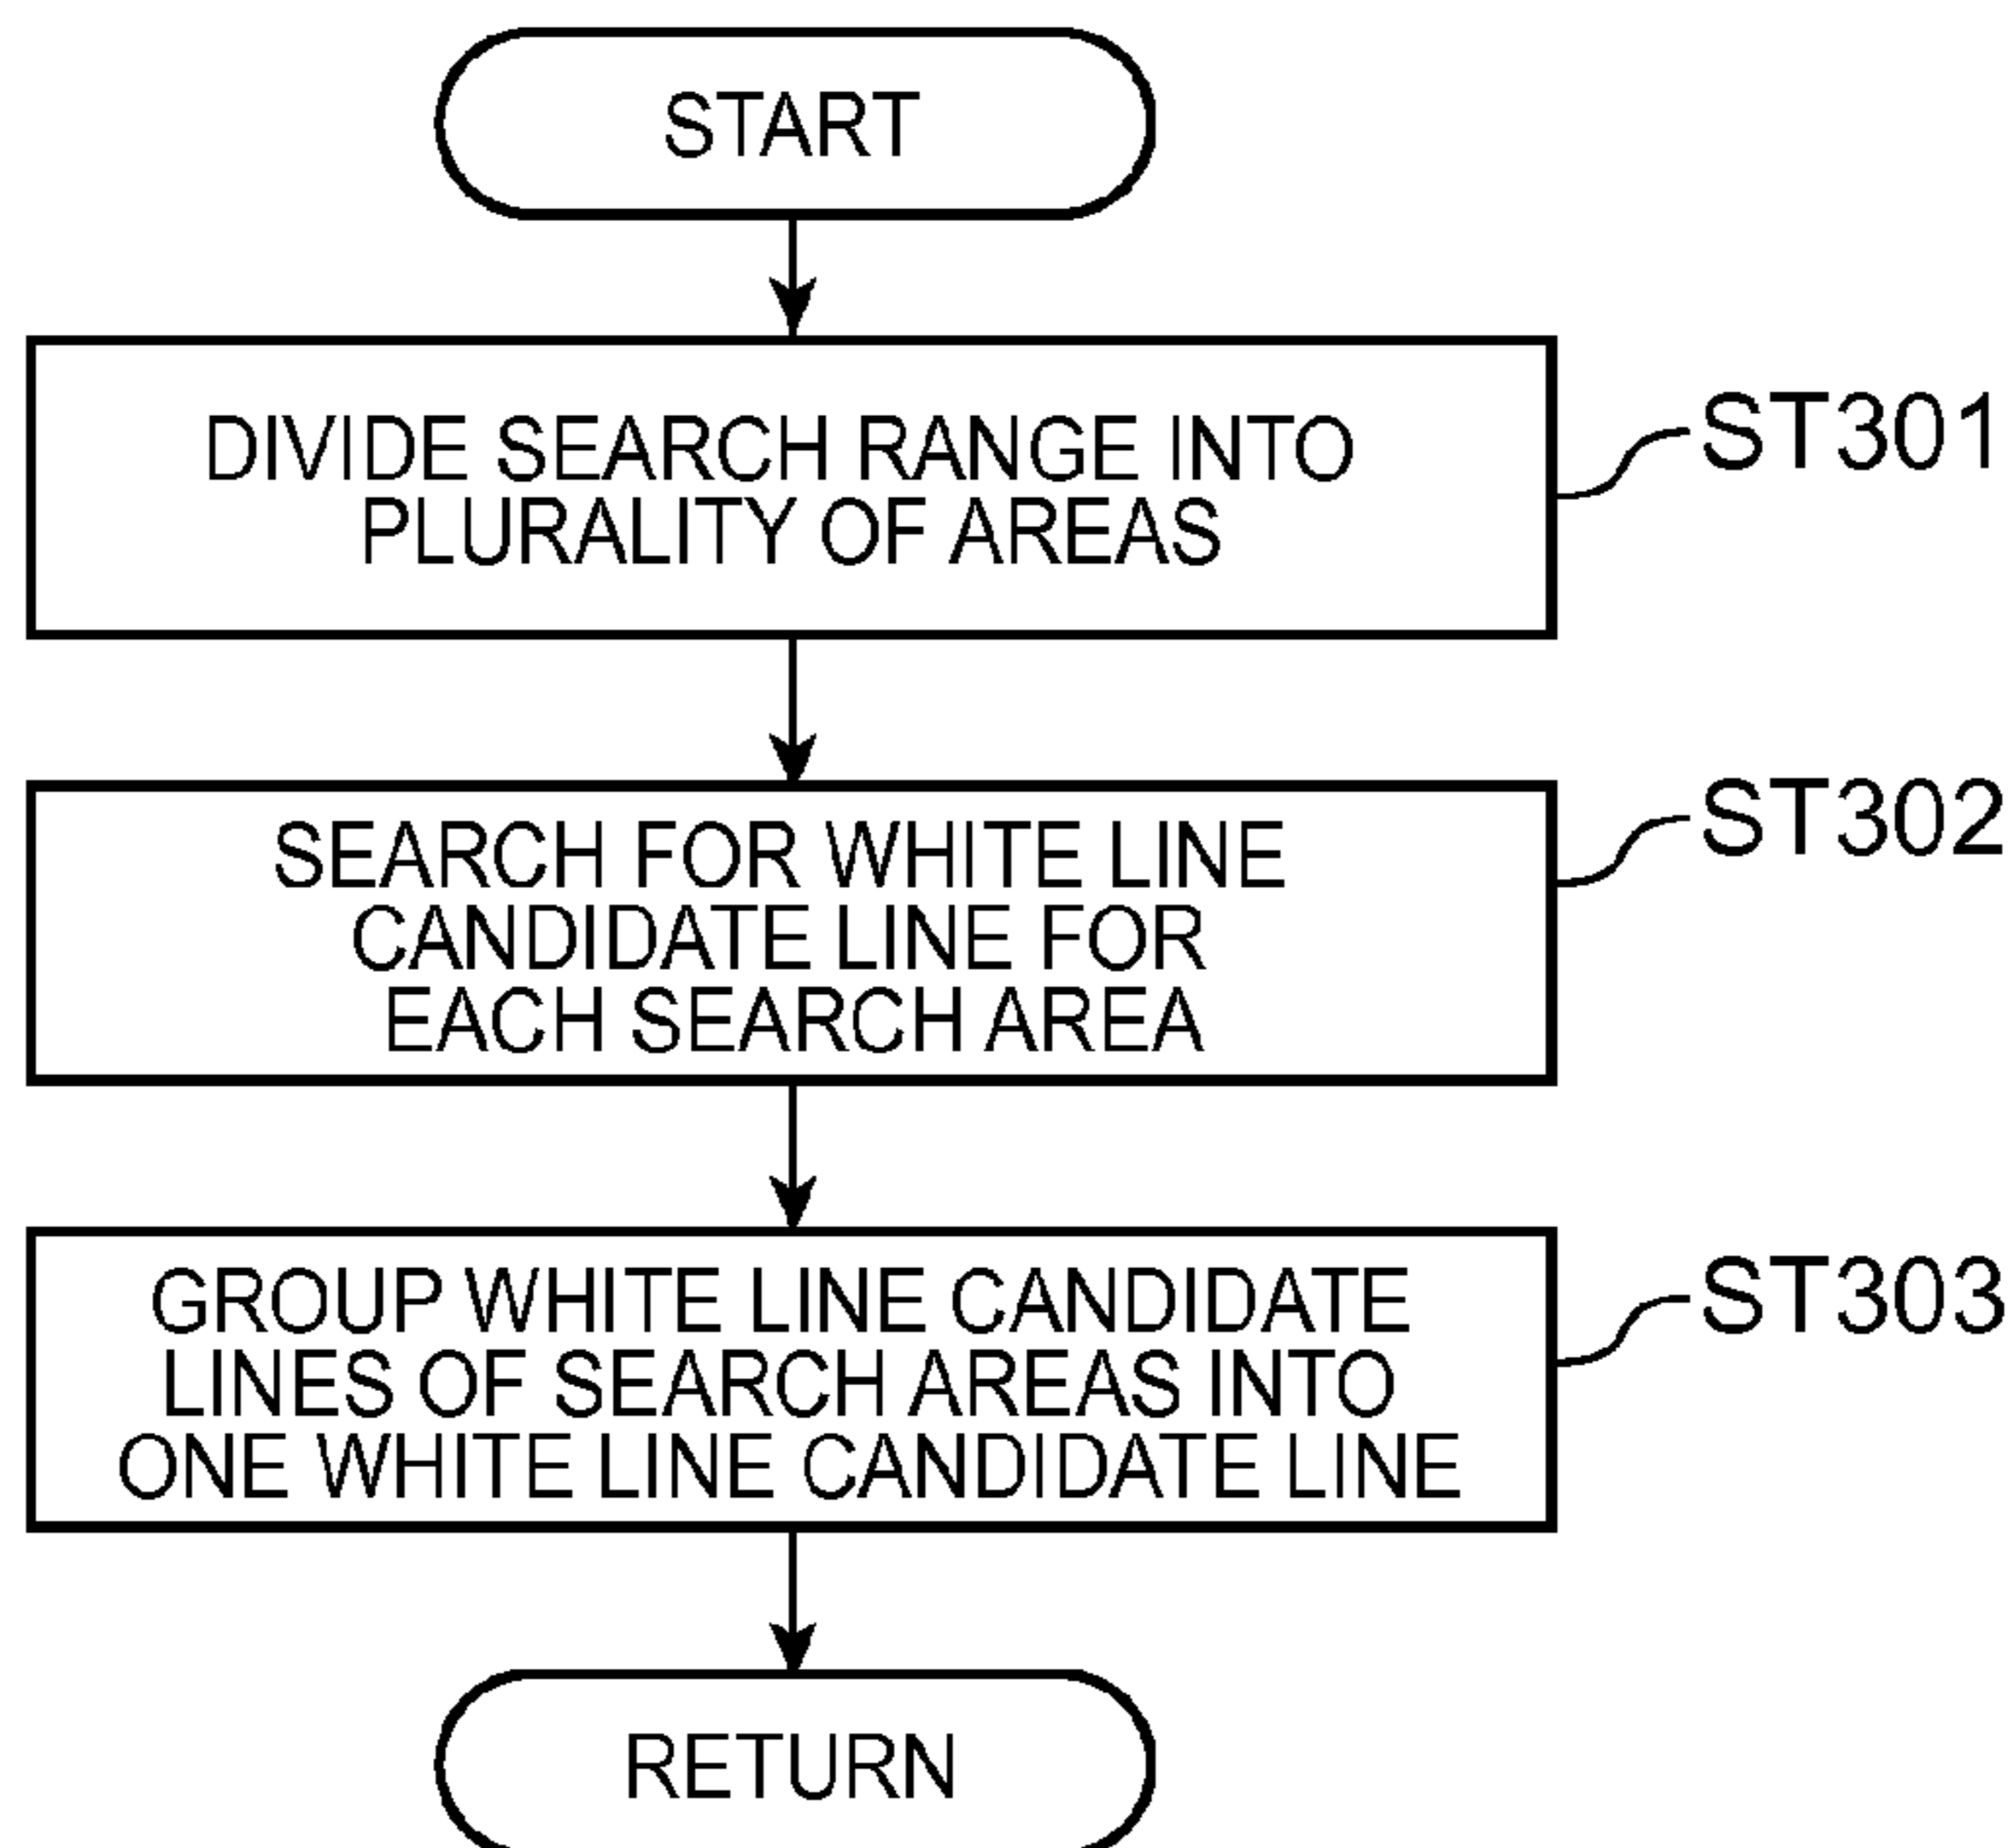 START
DIVIDE SEARCH RANGE INTO
PLURALITY OF AREAS
ST301
SEARCH FOR WHITE LINE
CANDIDATE LINE FOR
EACH SEARCH AREA
ST302
GROUP WHITE LINE CANDIDATE
LINES OF SEARCH AREAS INTO
ONE WHITE LINE CANDIDATE LINE
ST303
RETURN